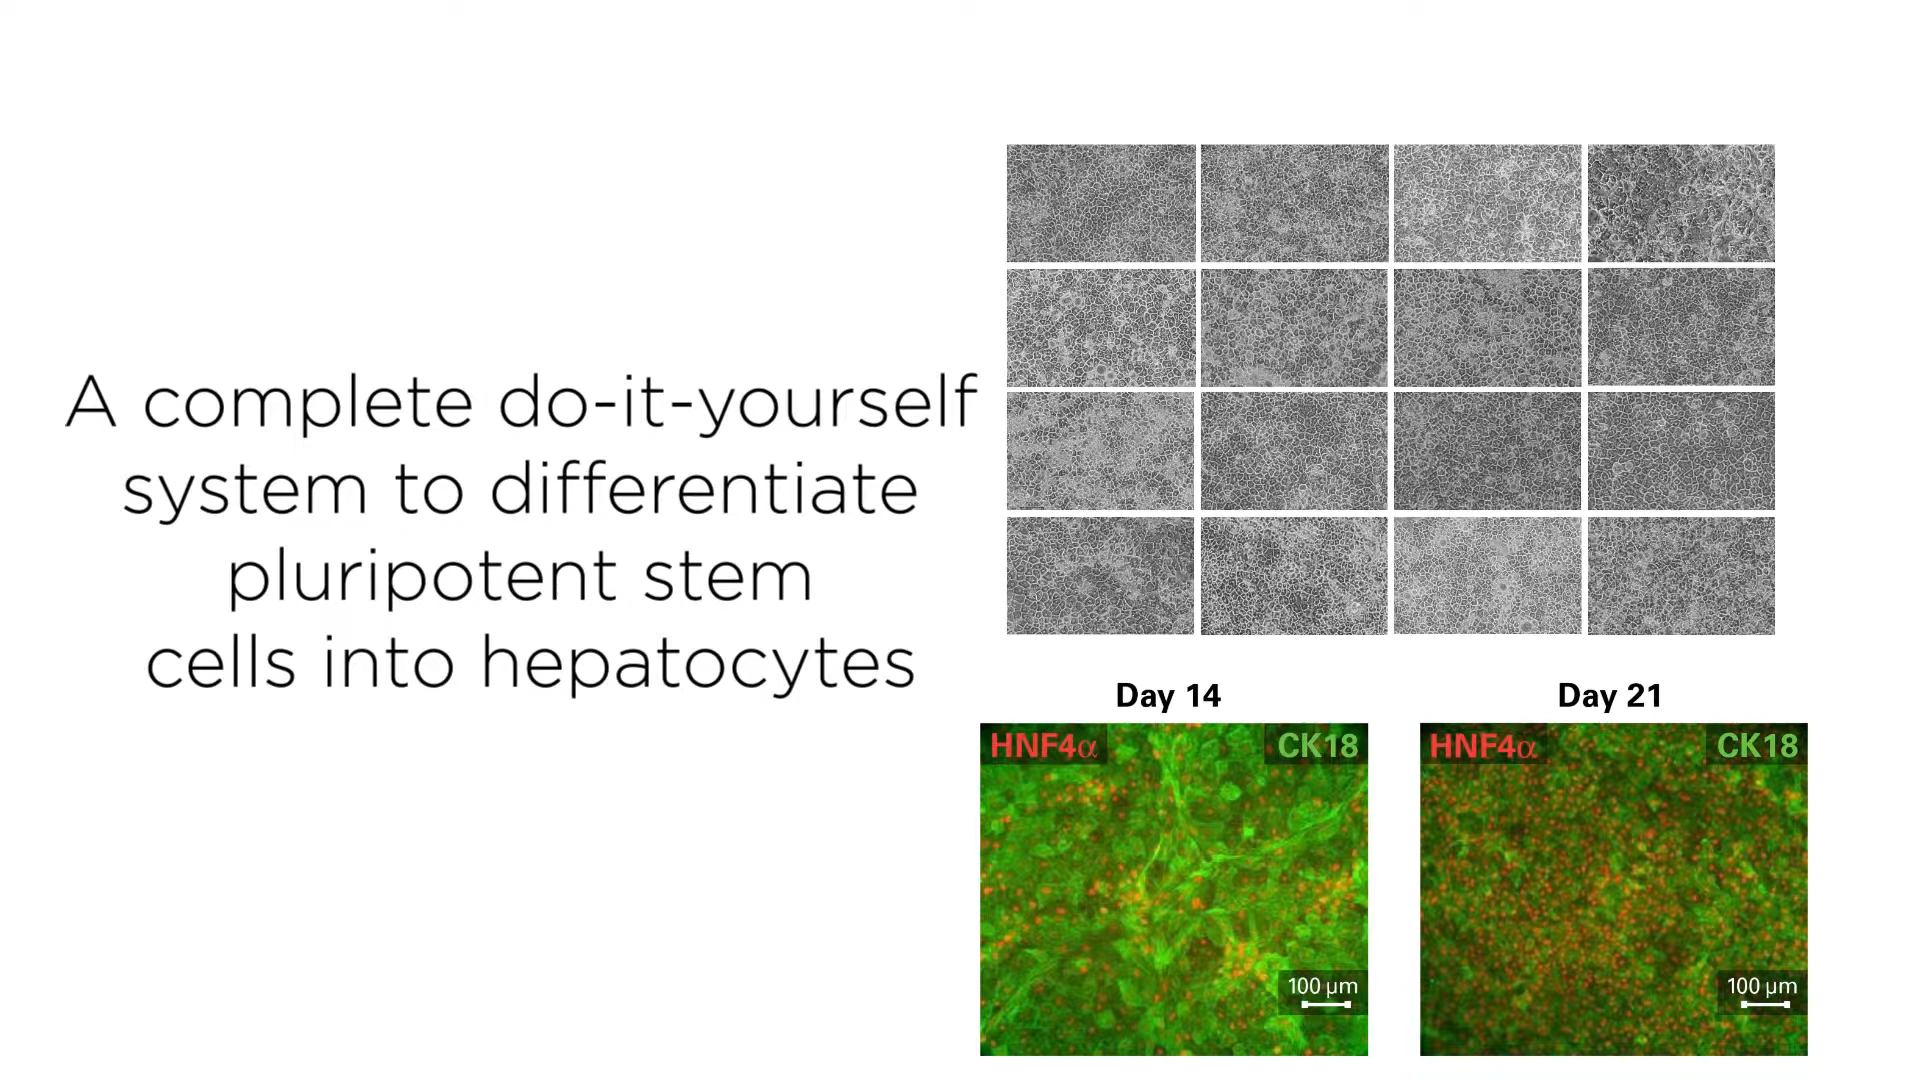 A complete do-it-yourself
system to differentiate
pluripotent stem
cells into hepatocytes
Day 14
Day 21
HNF4α
CK18
HNF4α
CK18
100 µm
100 µm